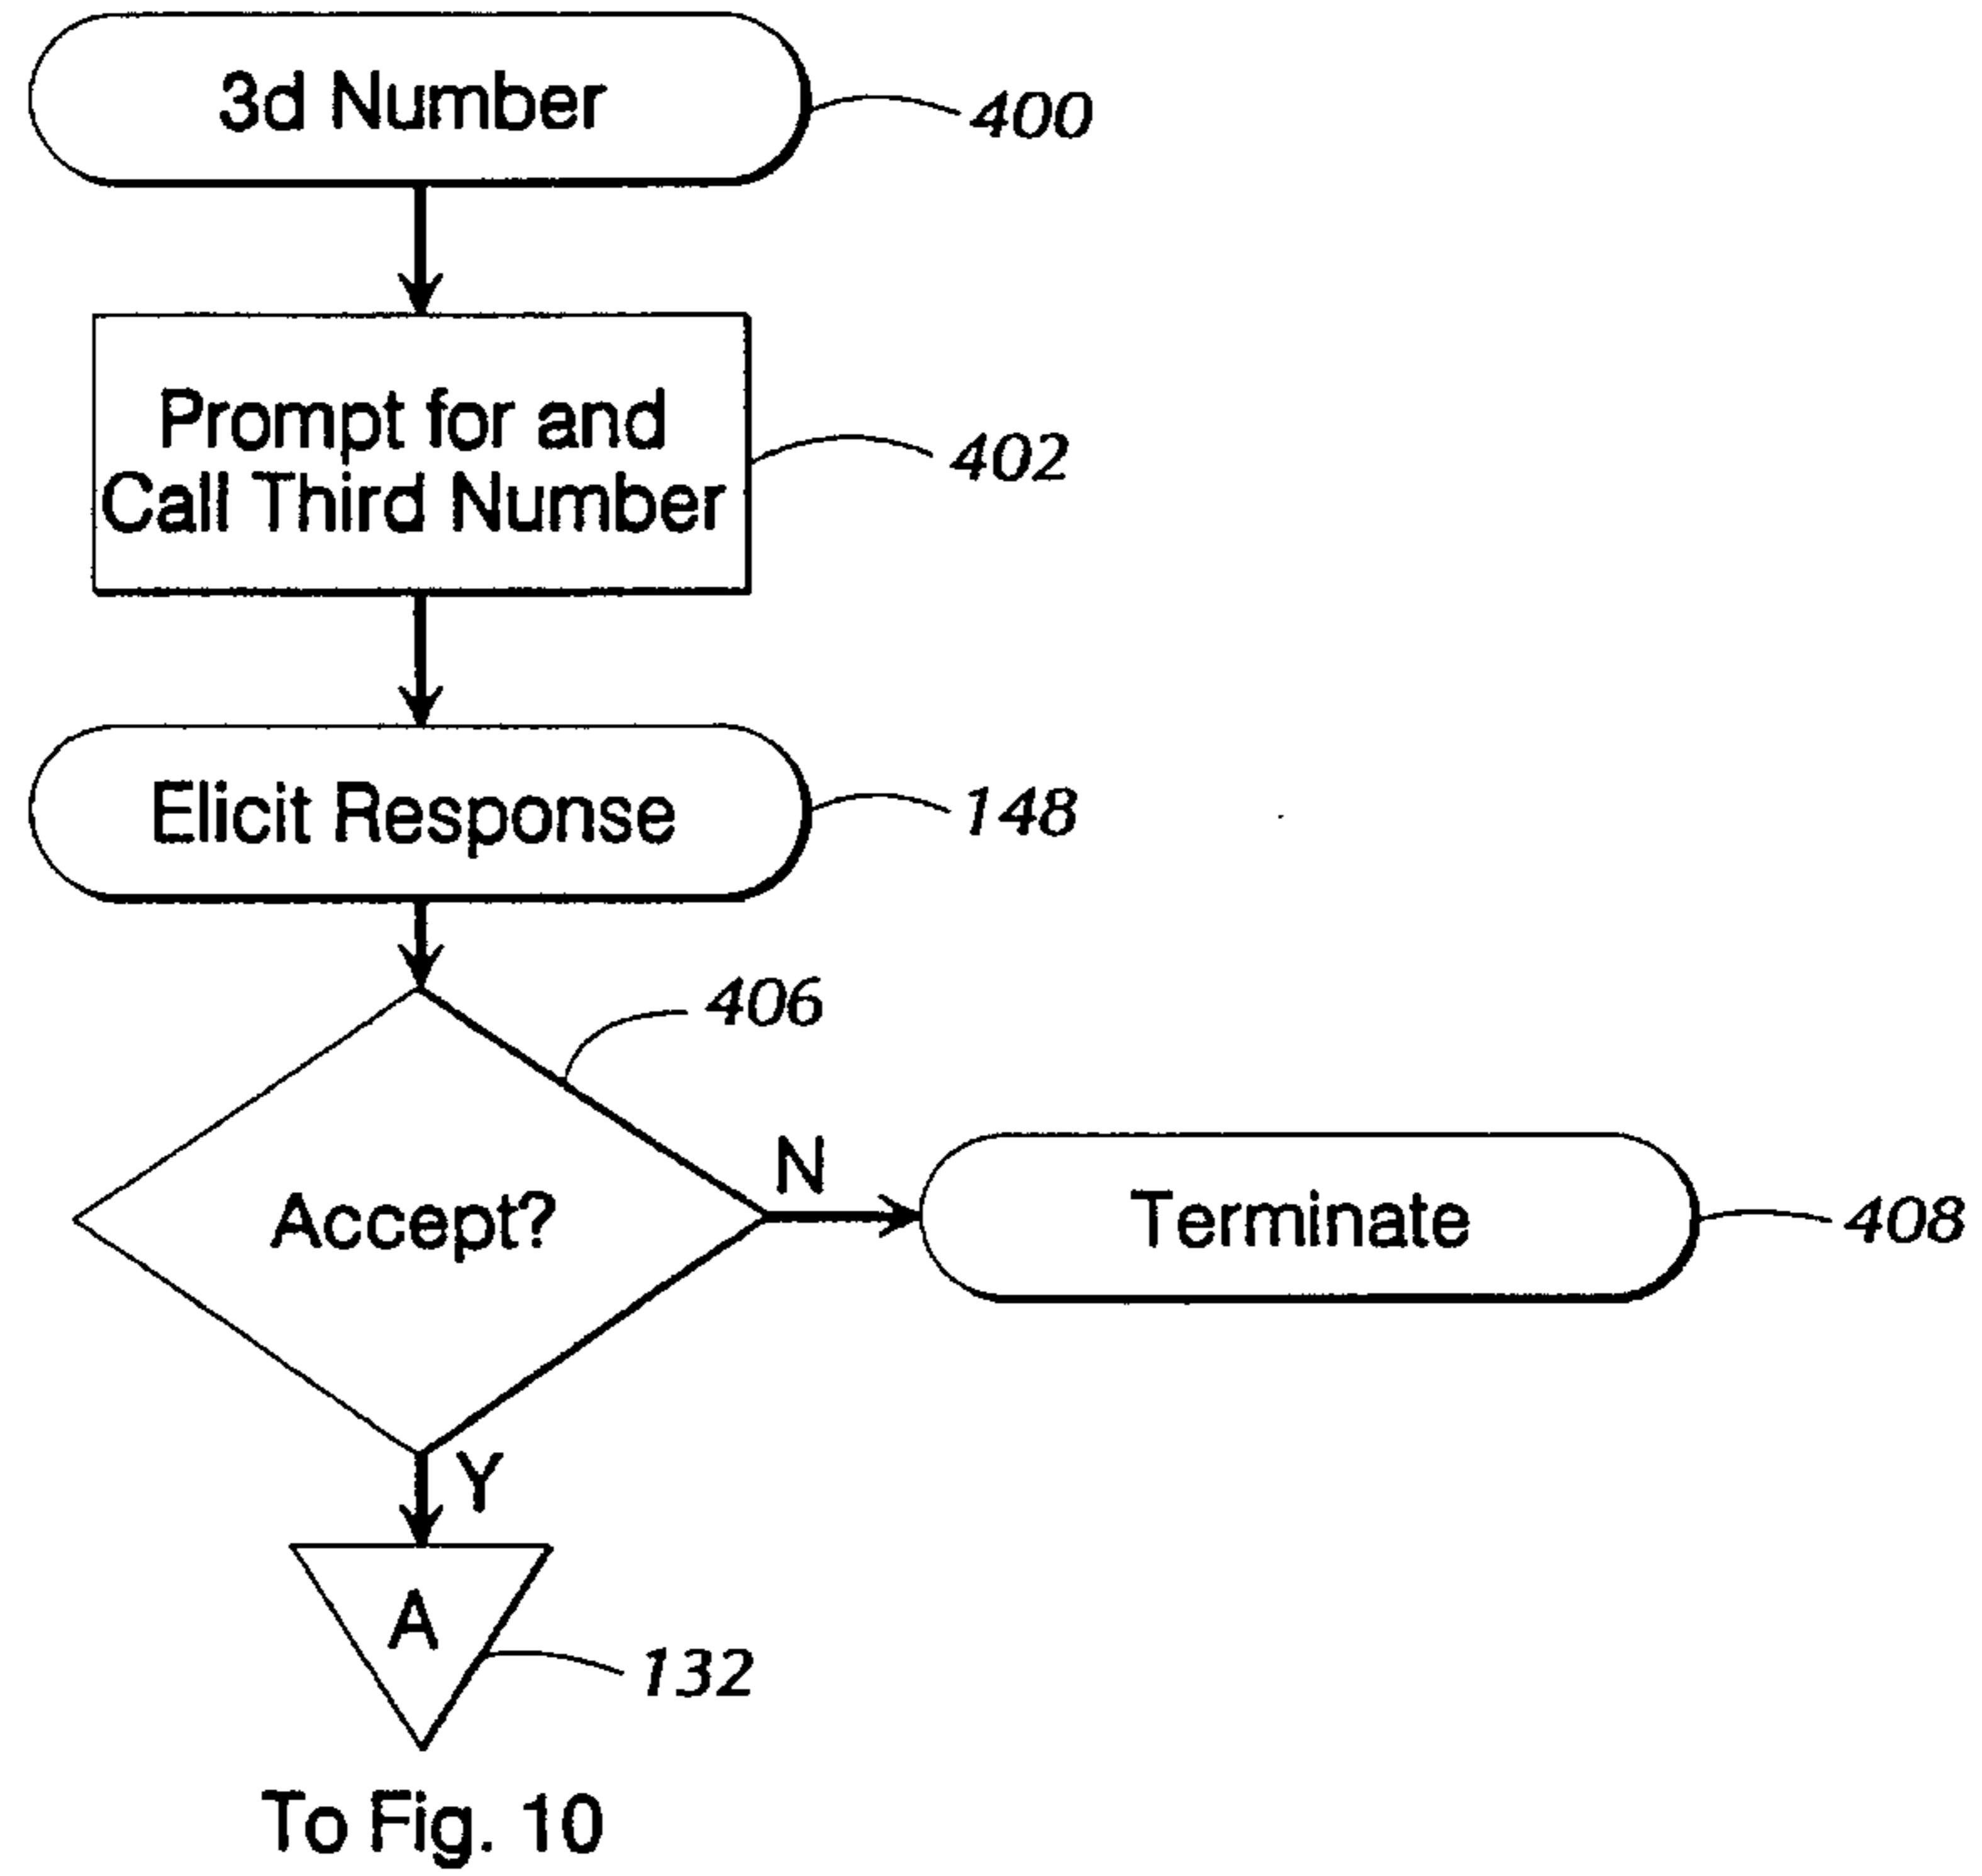 3d Number
400
Prompt for and
Call Third Number
402
Elicit Response
148
406
Accept?
N
Terminate
408
Y
A
132
To Fig. 10